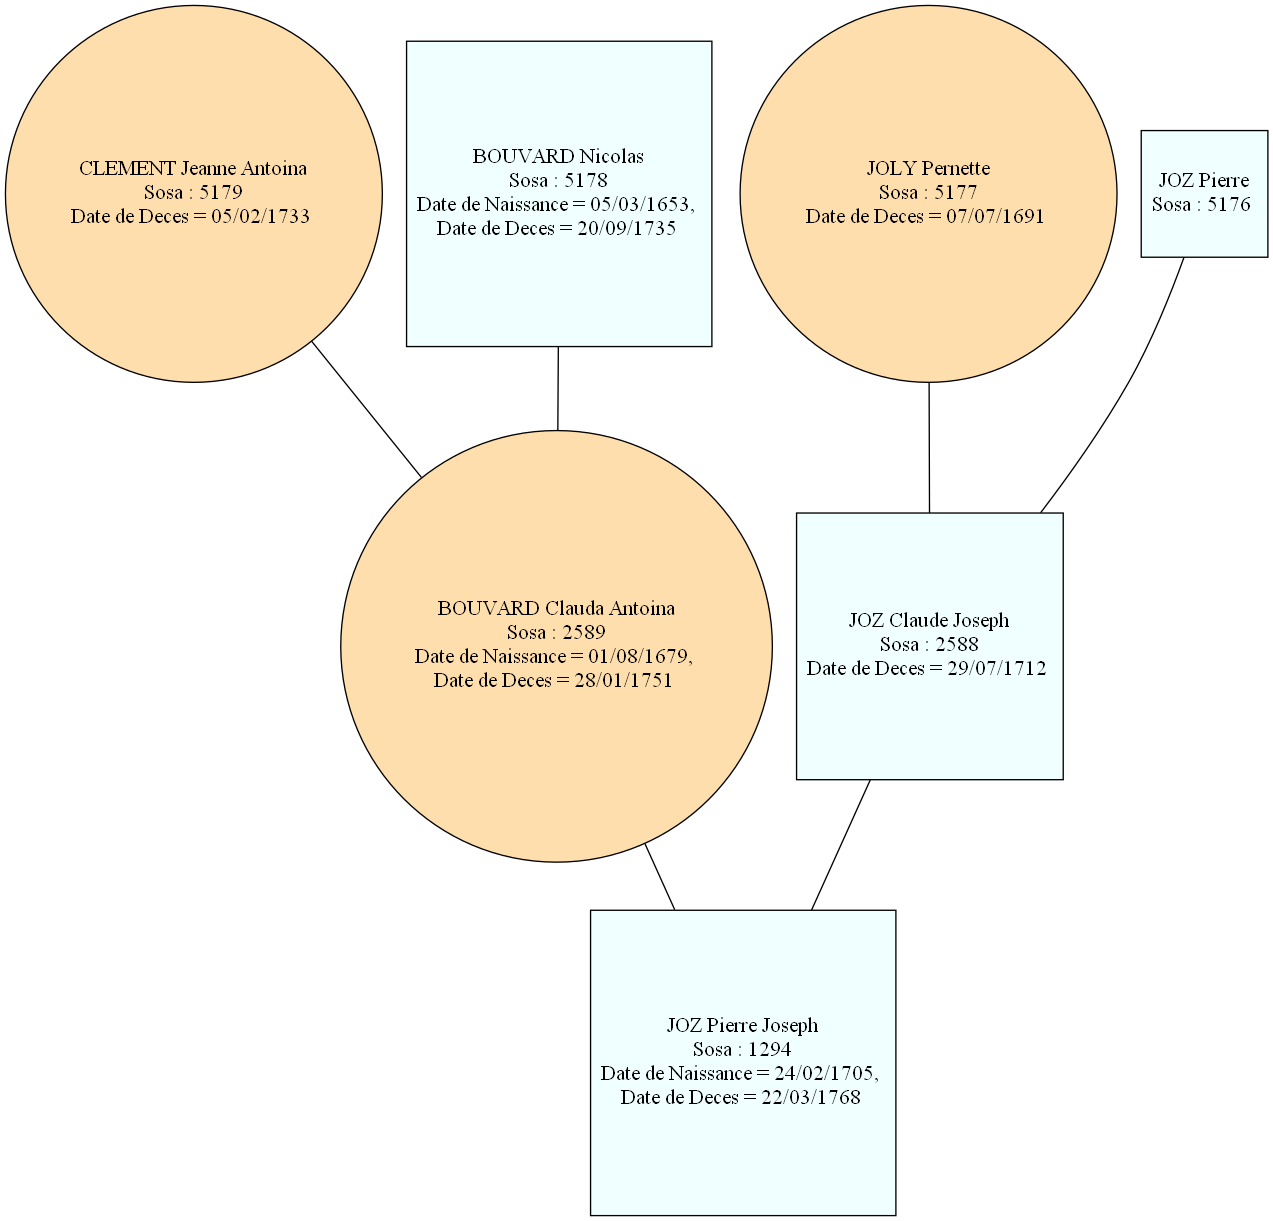 CLEMENT Jeanne Antoina
Sosa : 5179
Date de Deces = 05/02/1733
BOUVARD Nicolas
Sosa : 5178
Date de Naissance = 05/03/1653,
Date de Deces = 20/09/1735
JOLY Pernette
Sosa : 5177
Date de Deces = 07/07/1691
JOZ Pierre
Sosa : 5176
BOUVARD Clauda Antoina
Sosa : 2589
Date de Naissance = 01/08/1679,
Date de Deces = 28/01/1751
JOZ Claude Joseph
Sosa : 2588
Date de Deces = 29/07/1712
JOZ Pierre Joseph
Sosa : 1294
Date de Naissance = 24/02/1705,
Date de Deces = 22/03/1768